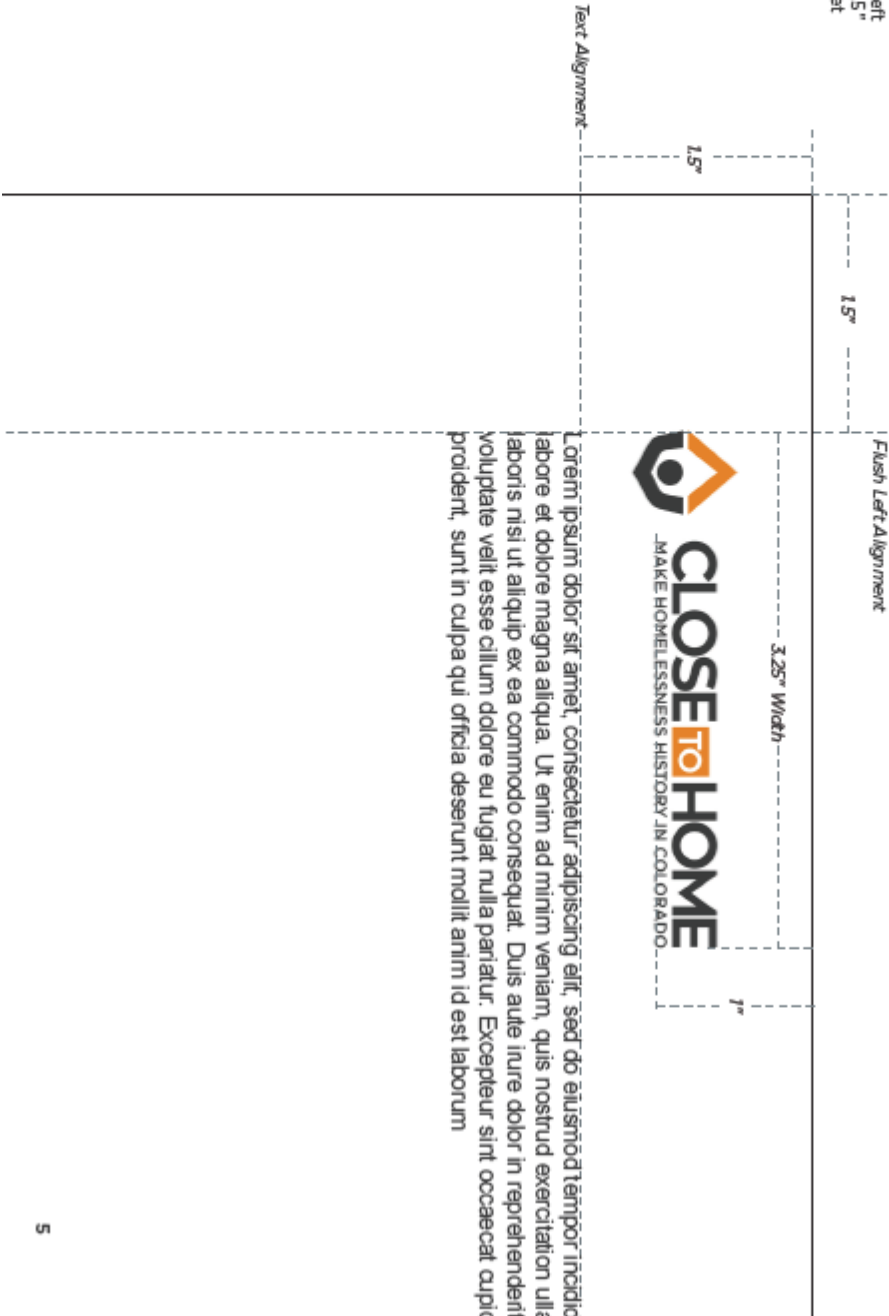 eft
5"
et
Flush Left Alignment
1.5"
1.5"
3.25" Width
1"
CLOSE TO HOME
MAKE HOMELESSNESS HISTORY IN COLORADO
Text Alignment
Lorem ipsum dolor sit amet, consectetur adipiscing elit, sed do eiusmod tempor incidid
labore et dolore magna aliqua. Ut enim ad minim veniam, quis nostrud exercitation ulla
laboris nisi ut aliquip ex ea commodo consequat. Duis aute irure dolor in reprehenderit
voluptate velit esse cillum dolore eu fugiat nulla pariatur. Excepteur sint occaecat cupid
proident, sunt in culpa qui officia deserunt mollit anim id est laborum
5